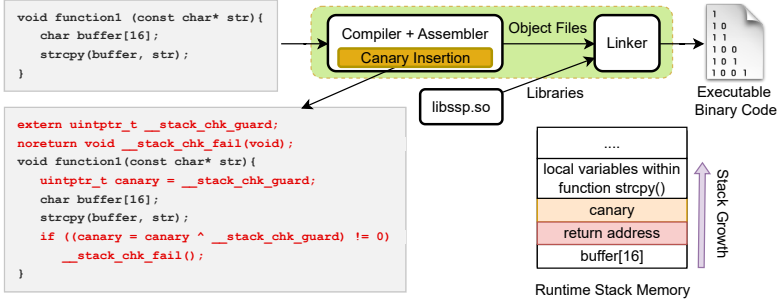 void function1 (const char* str){
char buffer[16];
strcpy(buffer, str);
}
Compiler + Assembler
Canary Insertion
Object Files
Linker
libssp.so
Libraries
1
1 0
1 1
1 0 0
1 0 1
1 0 0 1
Executable
Binary Code
extern uintptr_t __stack_chk_guard;
noreturn void __stack_chk_fail(void);
void function1(const char* str){
uintptr_t canary = __stack_chk_guard;
char buffer[16];
strcpy(buffer, str);
if ((canary = canary ^ __stack_chk_guard) != 0)
__stack_chk_fail();
}
....
local variables within
function strcpy()
canary
return address
buffer[16]
Stack Growth
Runtime Stack Memory